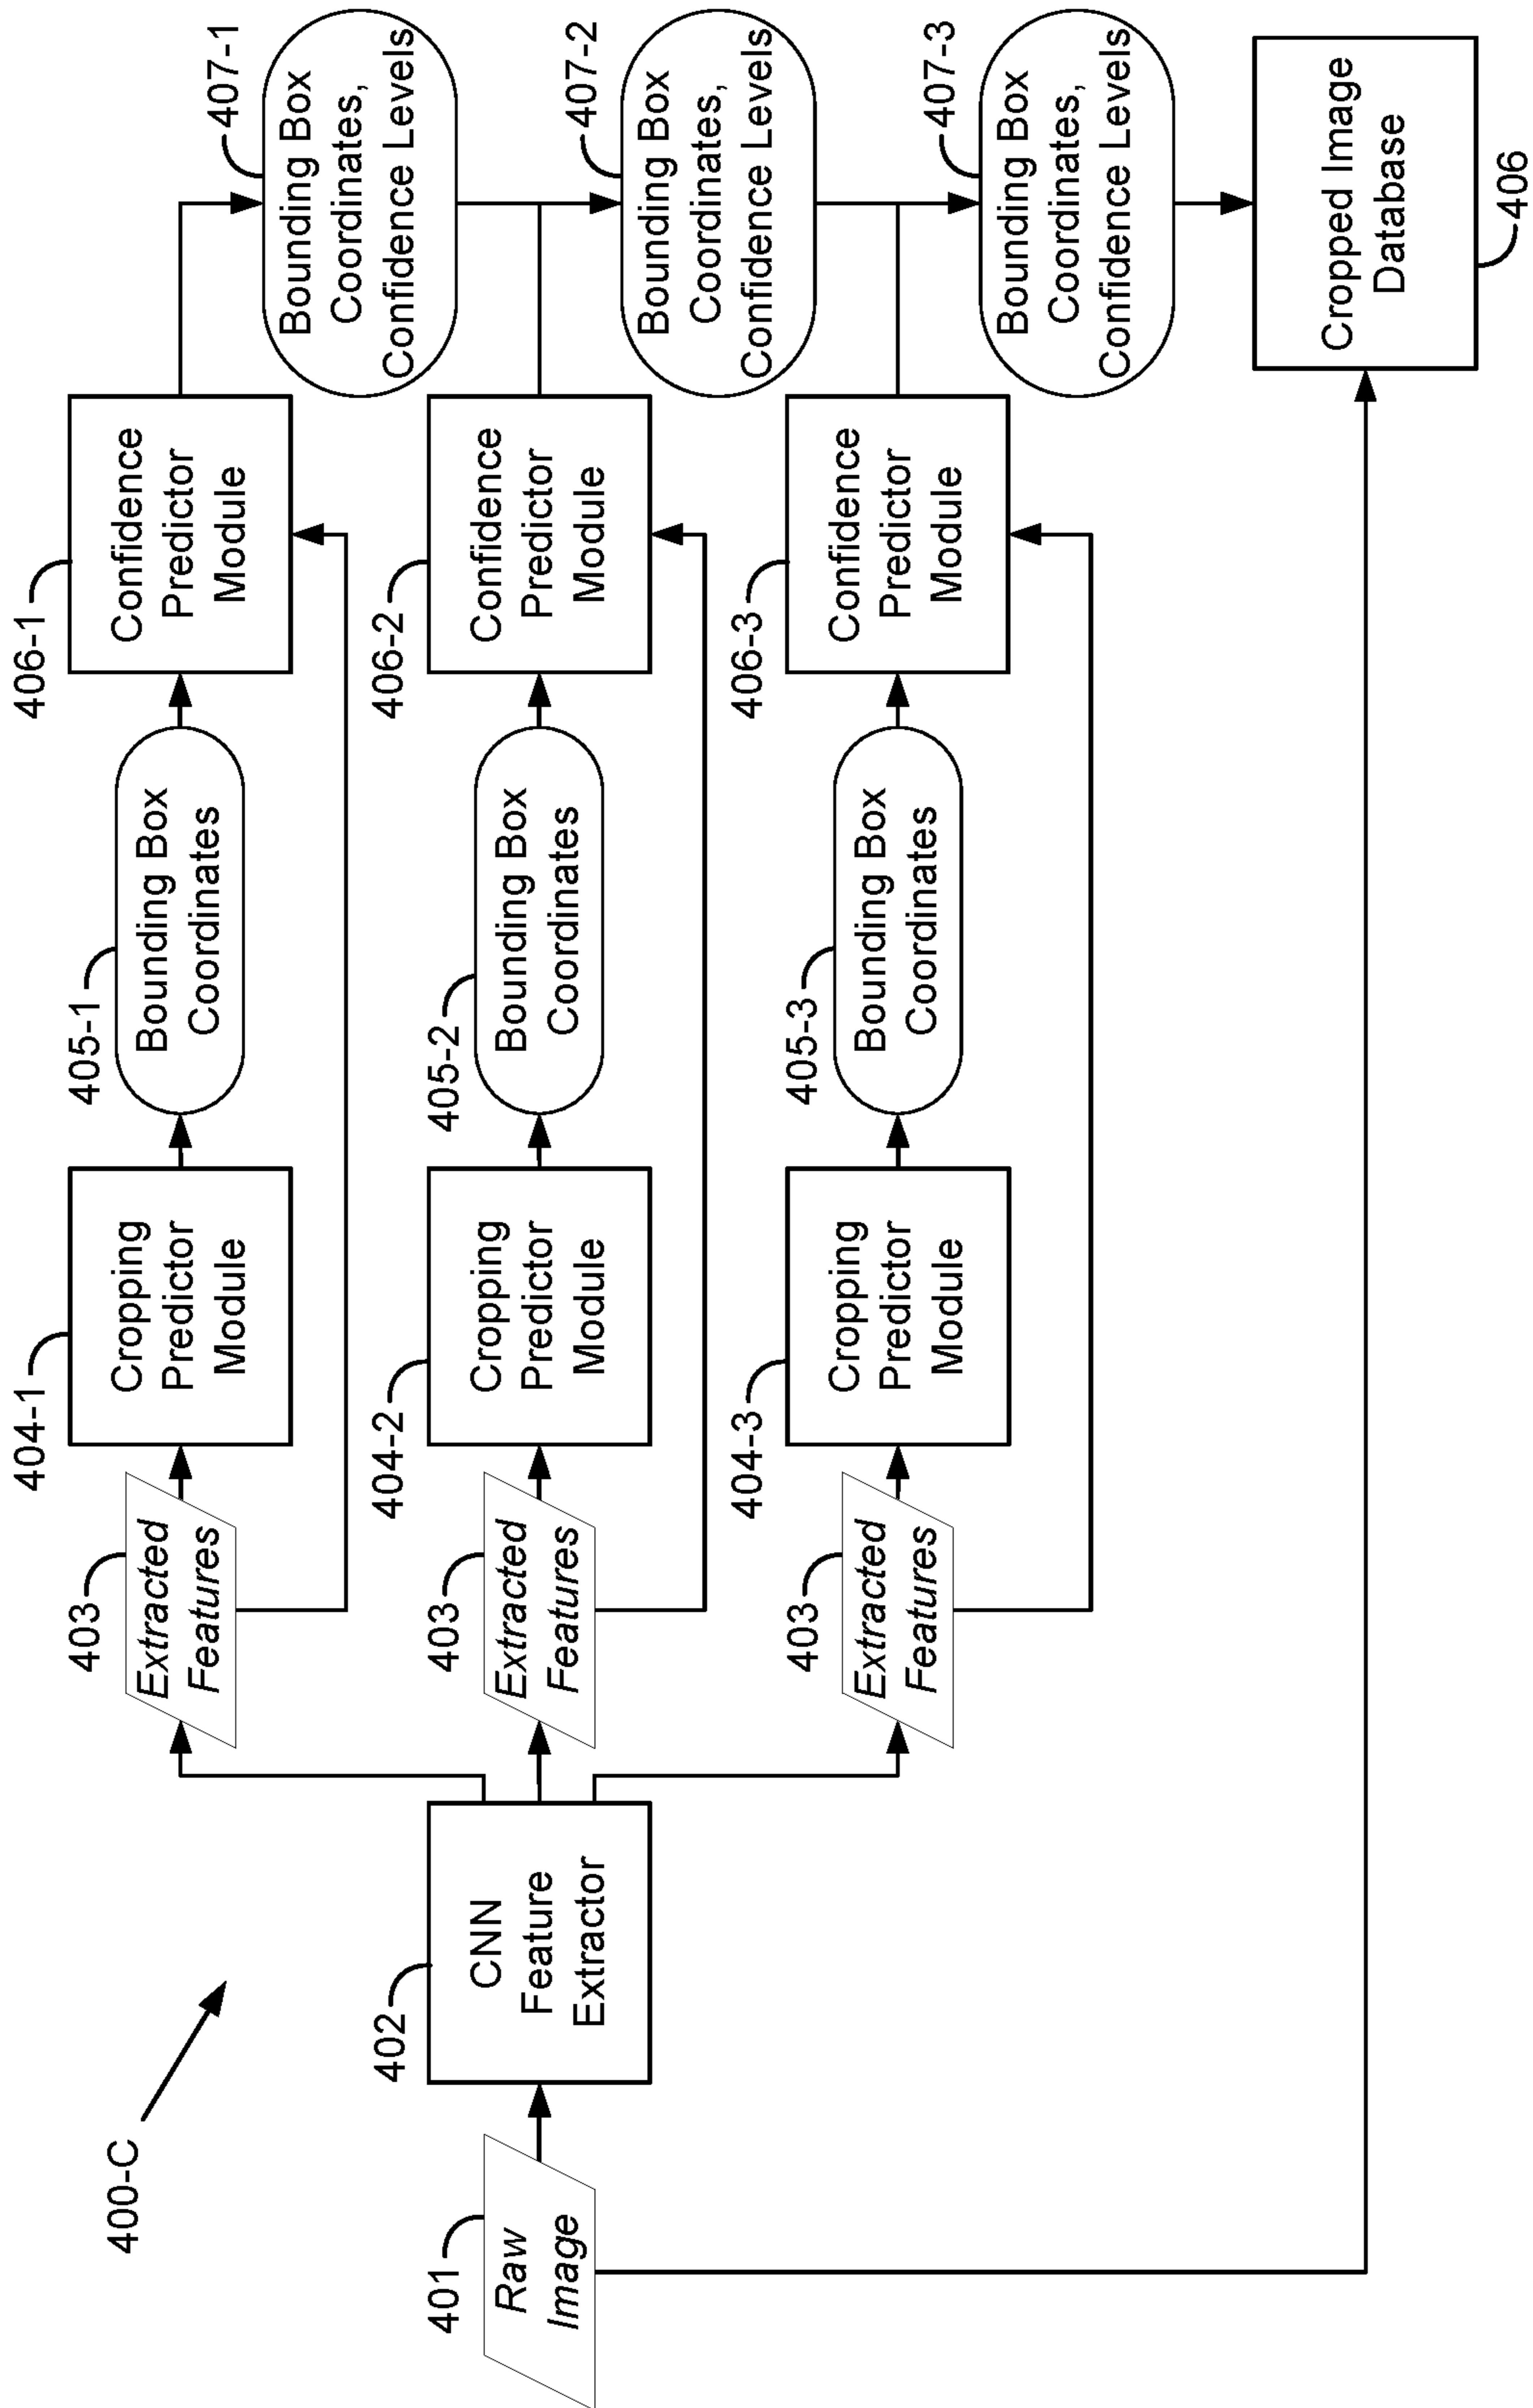 400-C
401
Raw
Image
402
CNN
Feature
Extractor
403
Extracted
Features
404-1
Cropping
Predictor
Module
405-1
Bounding Box
Coordinates
406-1
Confidence
Predictor
Module
407-1
Bounding Box
Coordinates,
Confidence Levels
403
Extracted
Features
404-2
Cropping
Predictor
Module
405-2
Bounding Box
Coordinates
406-2
Confidence
Predictor
Module
407-2
Bounding Box
Coordinates,
Confidence Levels
403
Extracted
Features
404-3
Cropping
Predictor
Module
405-3
Bounding Box
Coordinates
406-3
Confidence
Predictor
Module
407-3
Bounding Box
Coordinates,
Confidence Levels
Cropped Image
Database
406